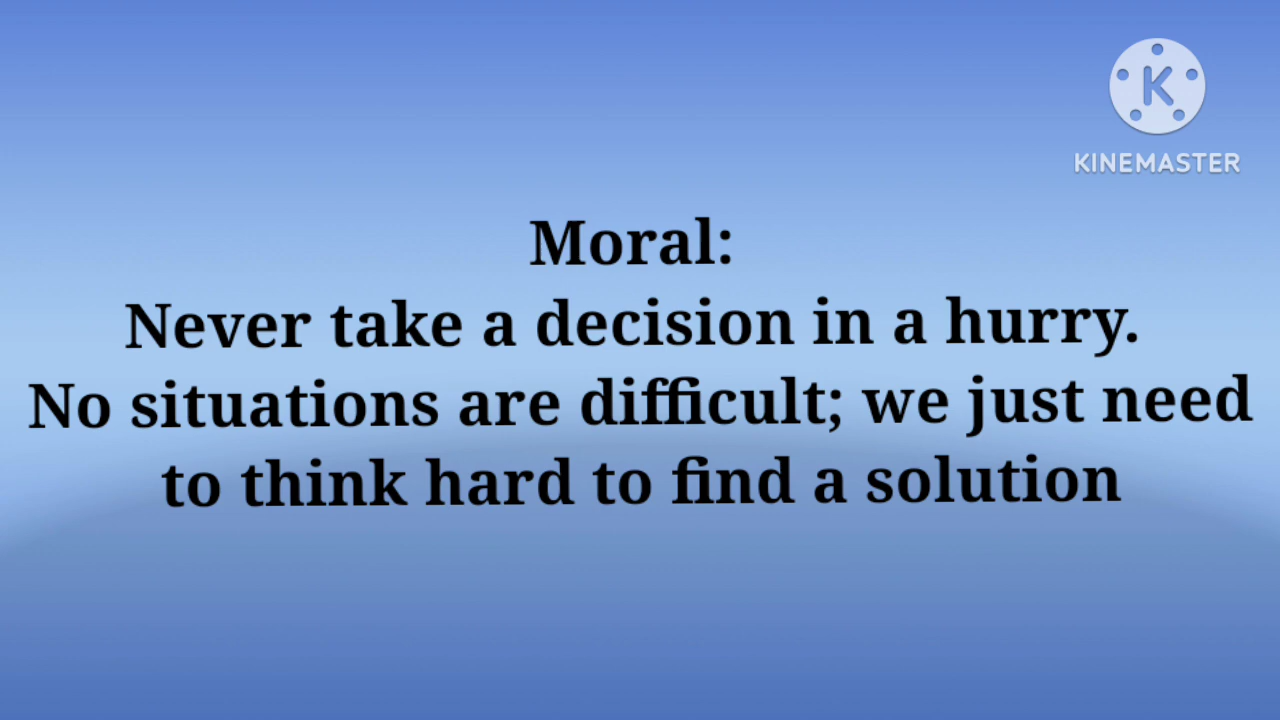 K
KINEMASTER
Moral:
Never take a decision in a hurry.
No situations are difficult; we just need
to think hard to find a solution